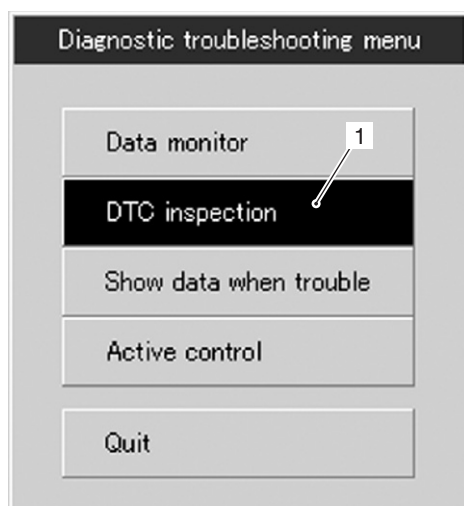 Diagnostic troubleshooting menu
Data monitor
1
DTC inspection
Show data when trouble
Active control
Quit